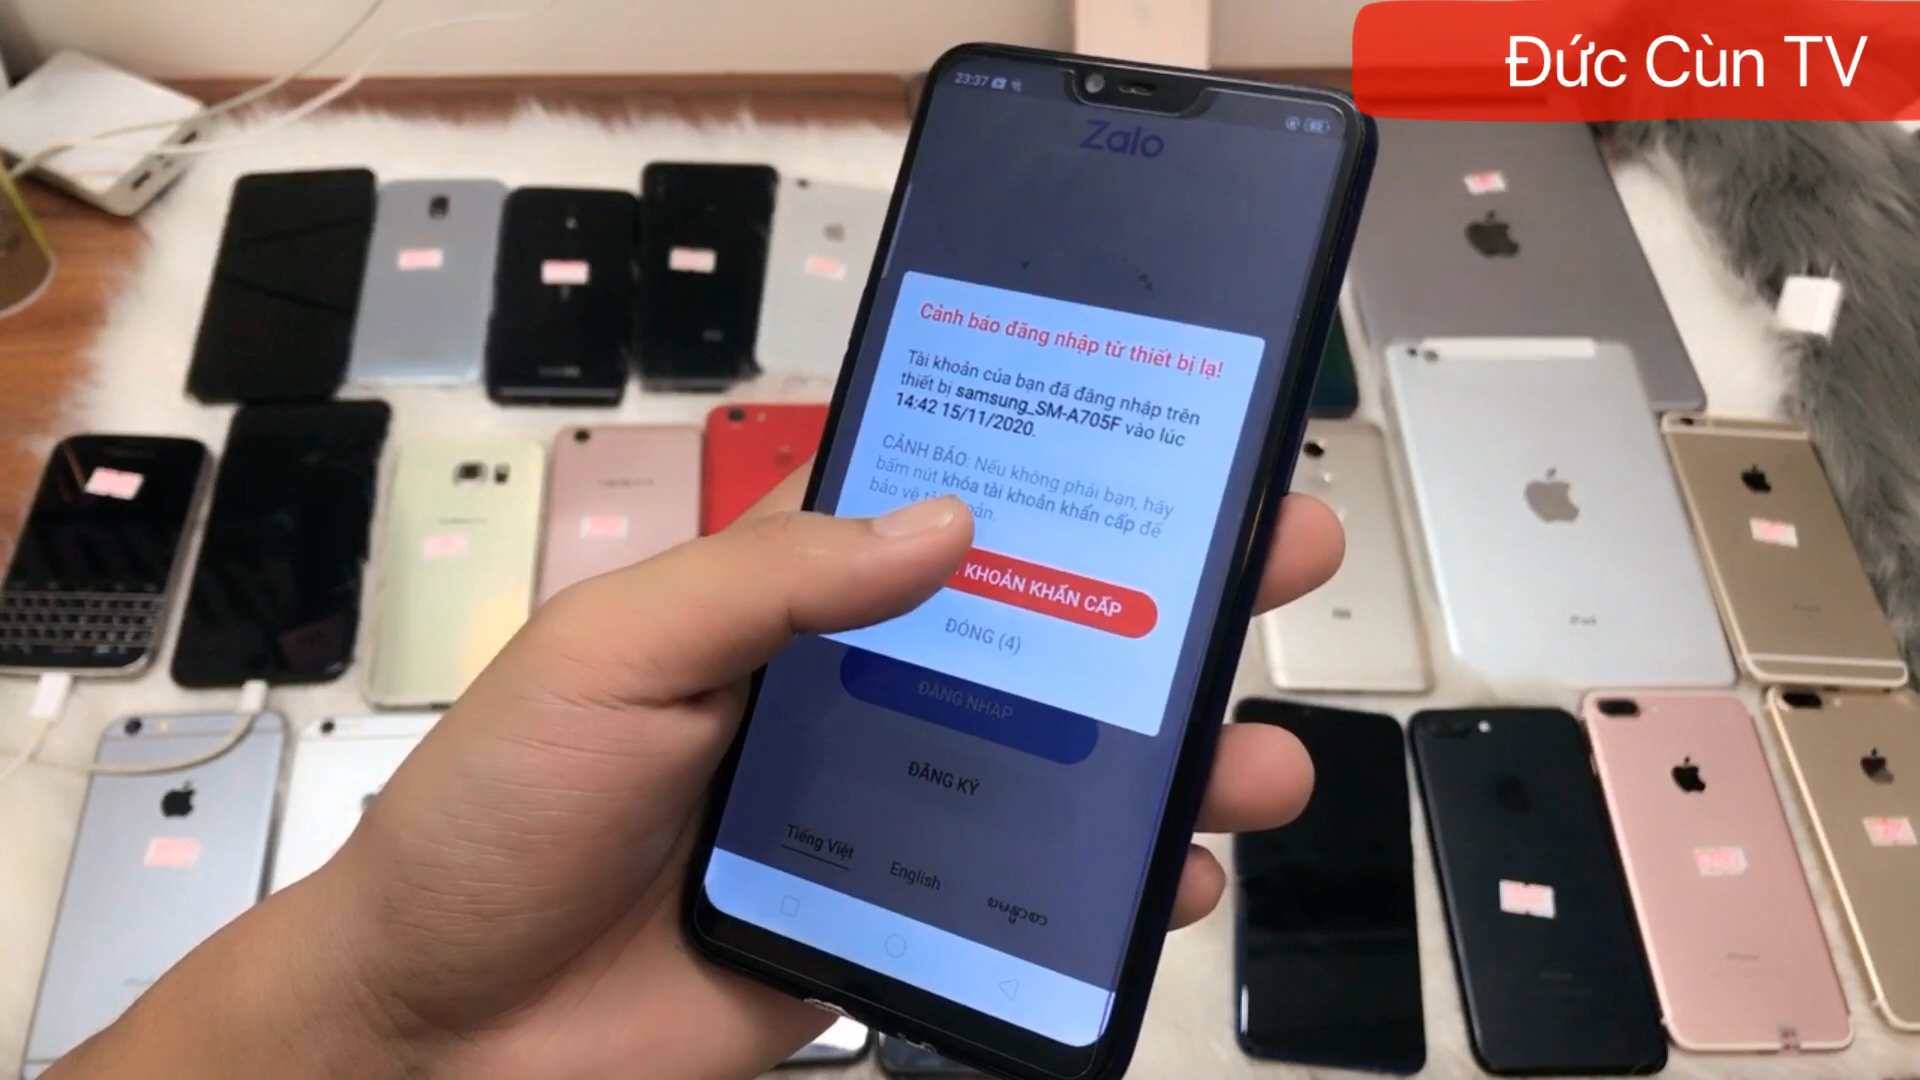 Đức Cùn TV
23:37
Zalo
Cảnh báo đăng nhập từ thiết bị lạ!
Tài khoản của bạn đã đăng nhập trên
thiết bị samsung_SM-A705F vào lúc
14:42 15/11/2020.
CẢNH BÁO: Nếu không phải bạn, hãy
bấm nút khóa tài khoản khẩn cấp để
bảo vệ
KHOẢN KHẨN CẤP
ĐÓNG (4)
ĐĂNG NHẬP
ĐĂNG KÝ
Tiếng Việt
English
iPad